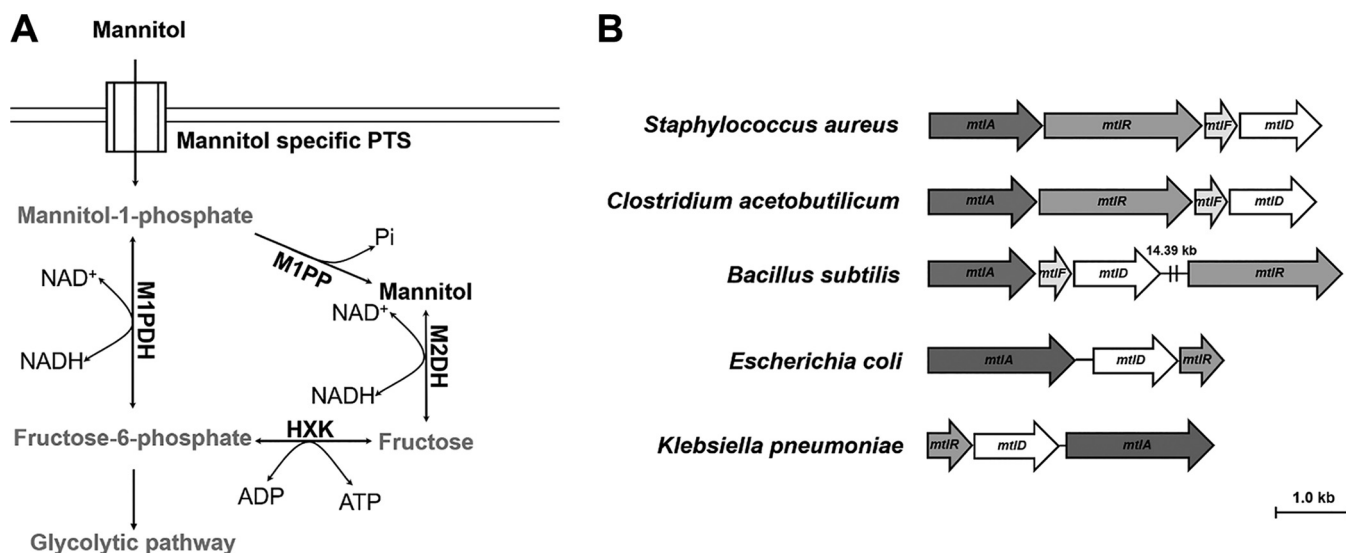 A
Mannitol
Mannitol specific PTS
Mannitol-1-phosphate
Pi
M1PP
NAD+
M1PDH
NADH
Mannitol
NAD+
M2DH
NADH
Fructose-6-phosphate
HXK
Fructose
ADP
ATP
Glycolytic pathway
B
Staphylococcus aureus mtlA mtlR mtlF mtlD
Clostridium acetobutilicum mtlA mtlR mtlF mtlD
14.39 kb
Bacillus subtilis mtlA mtlF mtlD mtlR
Escherichia coli mtlA mtlD mtlR
Klebsiella pneumoniae mtlR mtlD mtlA
1.0 kb